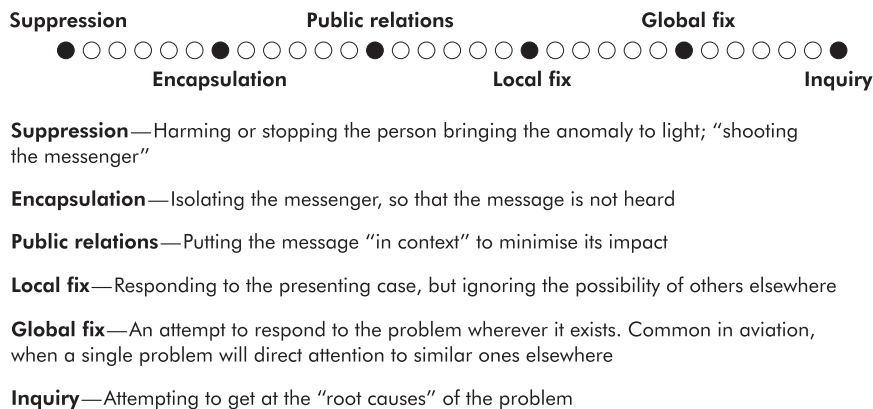 Suppression Public relations Global fix
Encapsulation Local fix Inquiry
Suppression—Harming or stopping the person bringing the anomaly to light; “shooting
the messenger”
Encapsulation—Isolating the messenger, so that the message is not heard
Public relations—Putting the message “in context” to minimise its impact
Local fix—Responding to the presenting case, but ignoring the possibility of others elsewhere
Global fix—An attempt to respond to the problem wherever it exists. Common in aviation,
when a single problem will direct attention to similar ones elsewhere
Inquiry—Attempting to get at the “root causes” of the problem